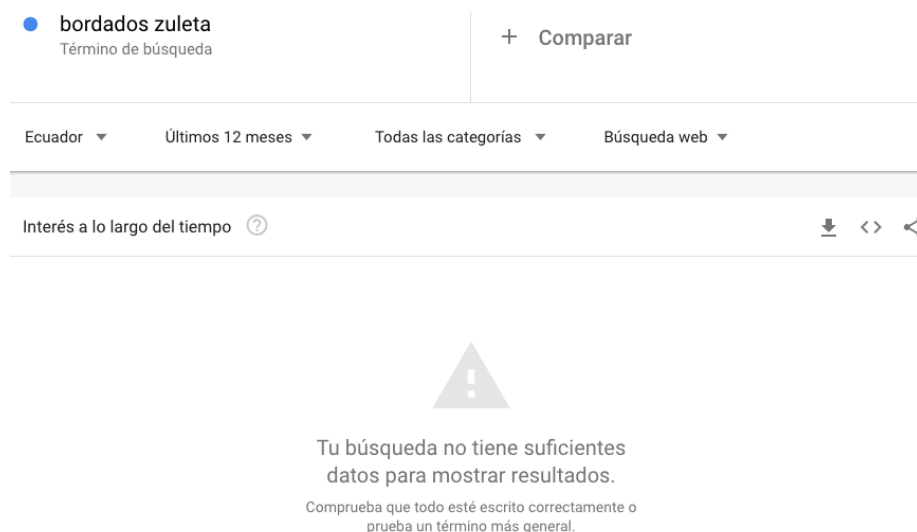 bordados zuleta
Término de búsqueda
+ Comparar
Ecuador
Últimos 12 meses
Todas las categorías
Búsqueda web
Interés a lo largo del tiempo ?
Tu búsqueda no tiene suficientes
datos para mostrar resultados.
Comprueba que todo esté escrito correctamente o
prueba un término más general.